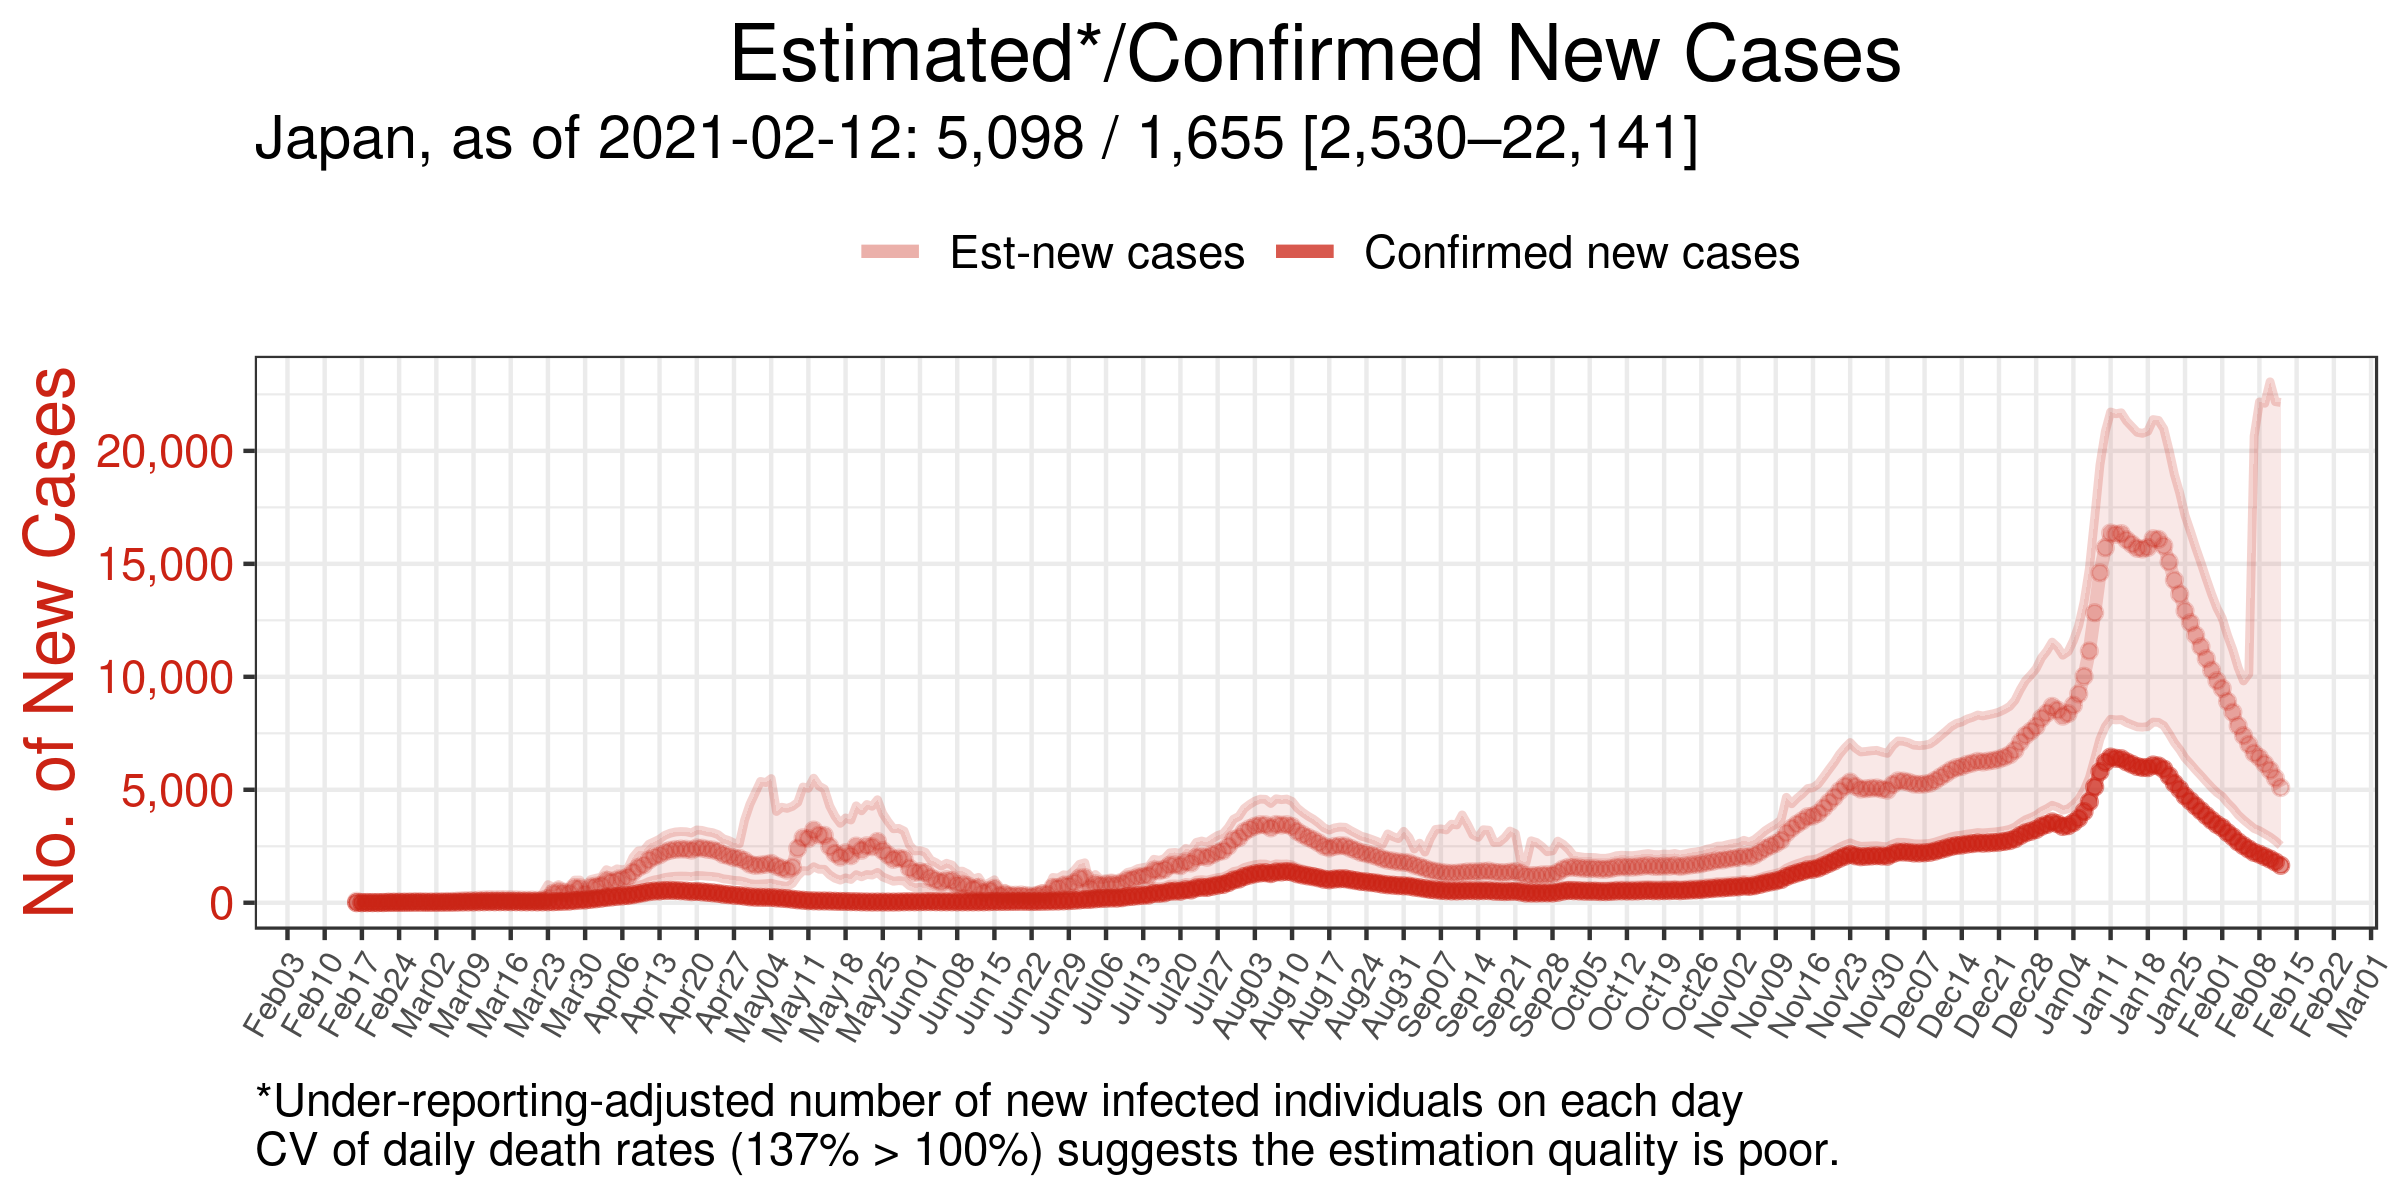 Estimated*/Confirmed New Cases
Japan, as of 2021-02-12: 5,098 / 1,655 [2,530–22,141]
Est-new cases Confirmed new cases
No. of New Cases
20,000
15,000
10,000
5,000
0
Feb03 Feb10 Feb17 Feb24 Mar02 Mar09 Mar16 Mar23 Mar30 Apr06 Apr13 Apr20 Apr27 May04 May11 May18 May25 Jun01 Jun08 Jun15 Jun22 Jun29 Jul06 Jul13 Jul20 Jul27 Aug03 Aug10 Aug17 Aug24 Aug31 Sep07 Sep14 Sep21 Sep28 Oct05 Oct12 Oct19 Oct26 Nov02 Nov09 Nov16 Nov23 Nov30 Dec07 Dec14 Dec21 Dec28 Jan04 Jan11 Jan18 Jan25 Feb01 Feb08 Feb15 Feb22 Mar01
*Under-reporting-adjusted number of new infected individuals on each day
CV of daily death rates (137% > 100%) suggests the estimation quality is poor.